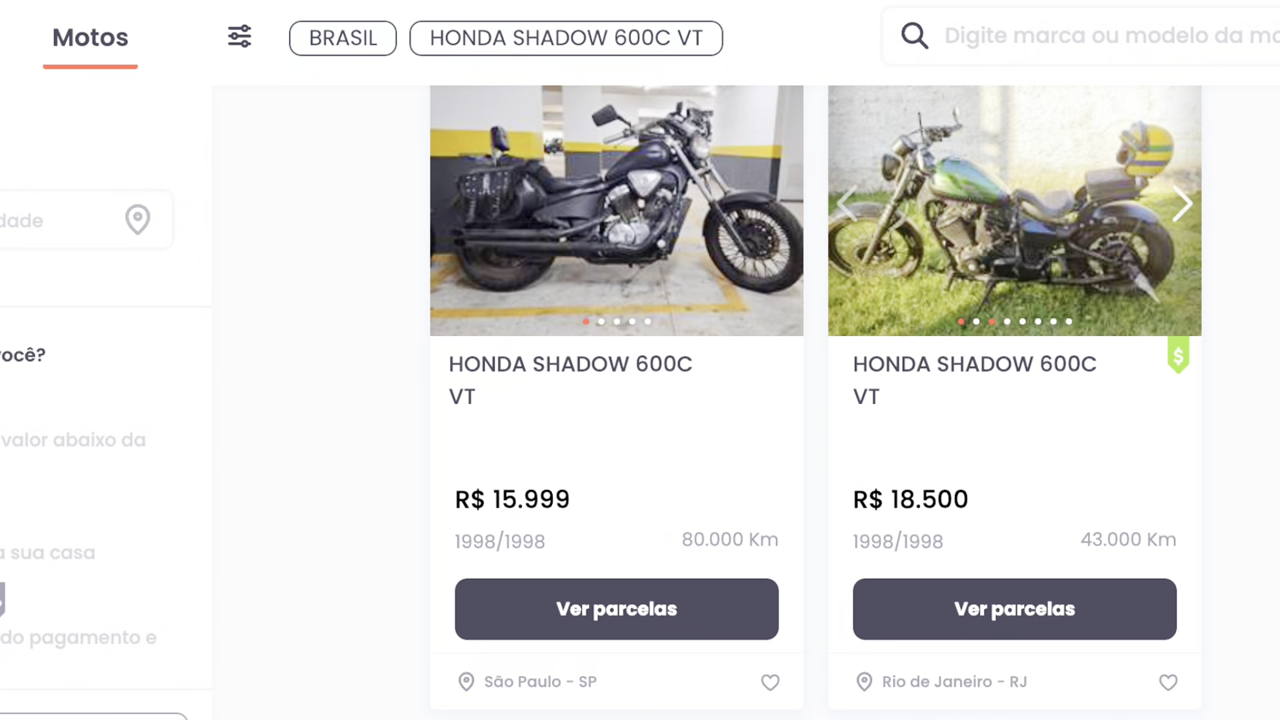 Motos
BRASIL
HONDA SHADOW 600C VT
Digite marca ou modelo da
dade
você?
valor abaixo da
a sua casa
do pagamento e
HONDA SHADOW 600C
VT
R$ 15.999
1998/1998
80.000 Km
Ver parcelas
São Paulo - SP
$
HONDA SHADOW 600C
VT
R$ 18.500
1998/1998
43.000 Km
Ver parcelas
Rio de Janeiro - RJ